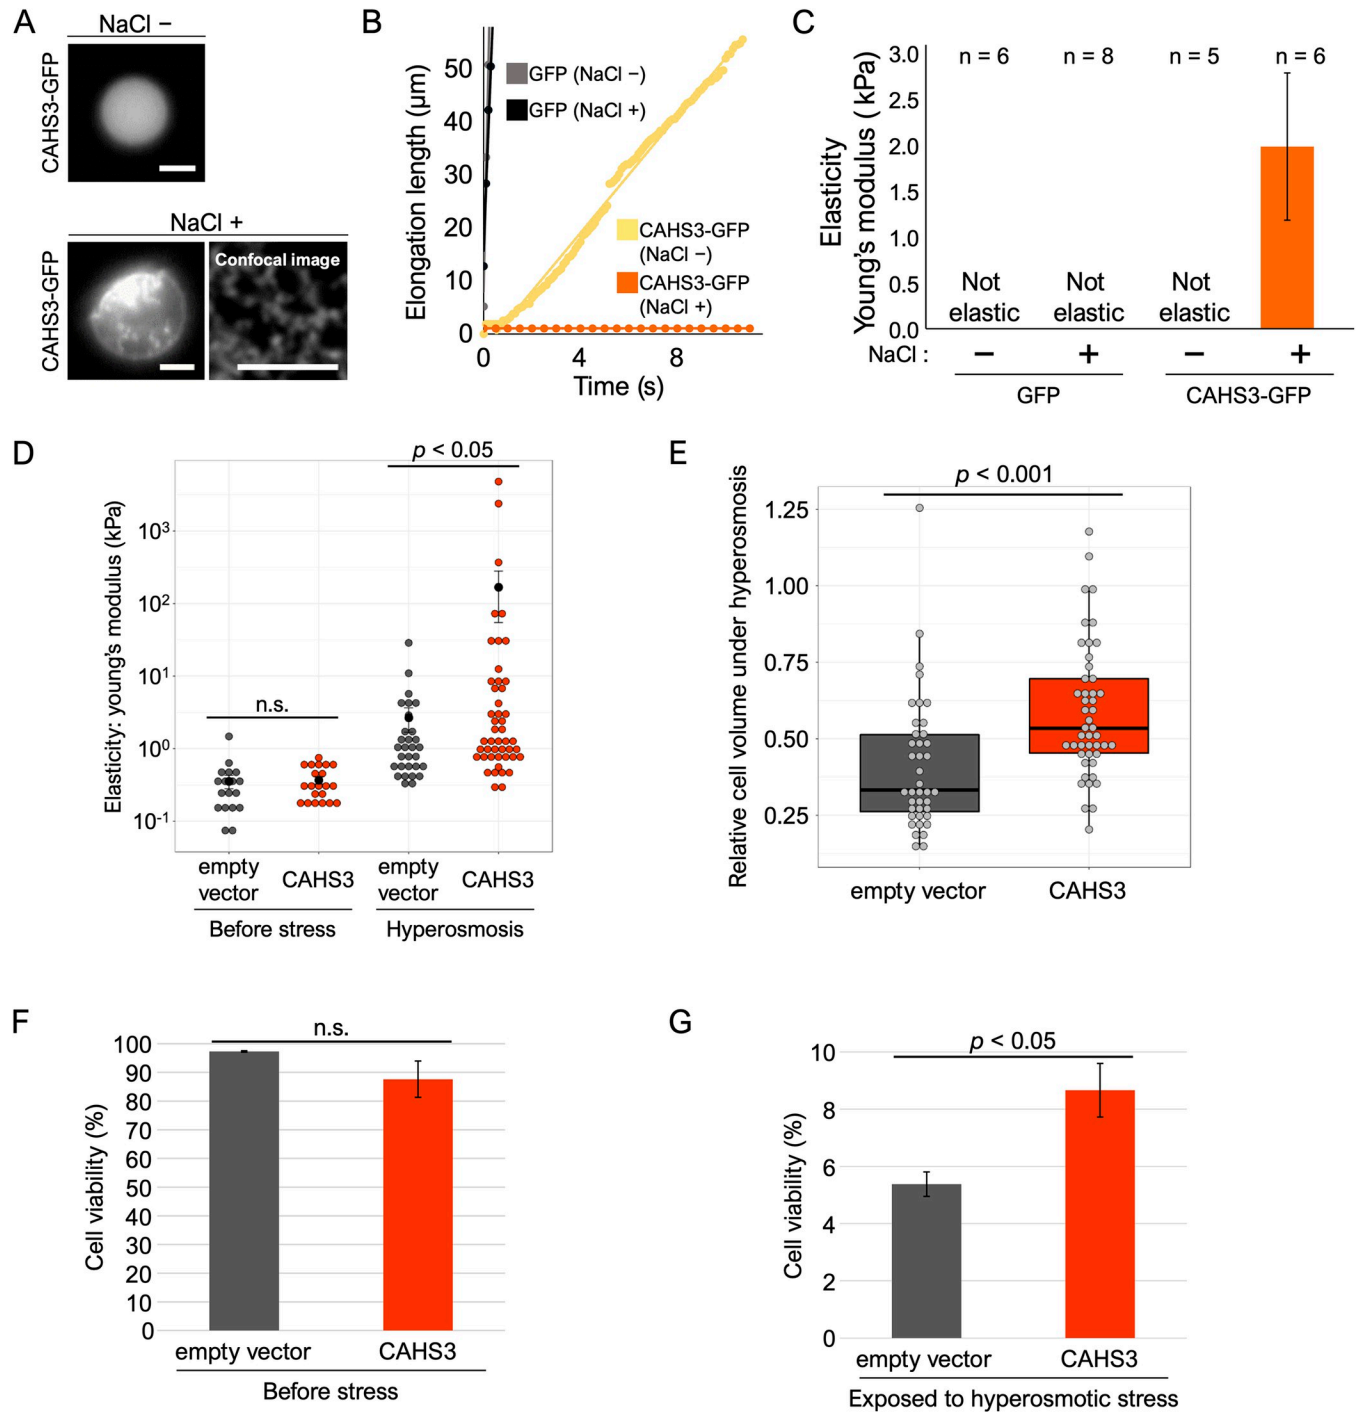 A
NaCl −
CAHS3-GFP
NaCl +
CAHS3-GFP
Confocal image
B
Elongation length (µm)
50
40
30
20
10
0
GFP (NaCl −)
GFP (NaCl +)
CAHS3-GFP
(NaCl −)
CAHS3-GFP
(NaCl +)
0 4 8
Time (s)
C
Elasticity
Young's modulus ( kPa)
3.0
2.5
2.0
1.5
1.0
0.5
0.0
n = 6 n = 8 n = 5 n = 6
Not elastic
Not elastic
Not elastic
NaCl : − + − +
GFP CAHS3-GFP
D
Elasticity: young's modulus (kPa)
p < 0.05
n.s.
10³
10²
10¹
10⁰
10⁻¹
empty vector
CAHS3
empty vector
CAHS3
Before stress Hyperosmosis
E
Relative cell volume under hyperosmosis
p < 0.001
1.25
1.00
0.75
0.50
0.25
empty vector CAHS3
F
Cell viability (%)
n.s.
100
90
80
70
60
50
40
30
20
10
0
empty vector CAHS3
Before stress
G
Cell viability (%)
p < 0.05
10
8
6
4
2
0
empty vector CAHS3
Exposed to hyperosmotic stress